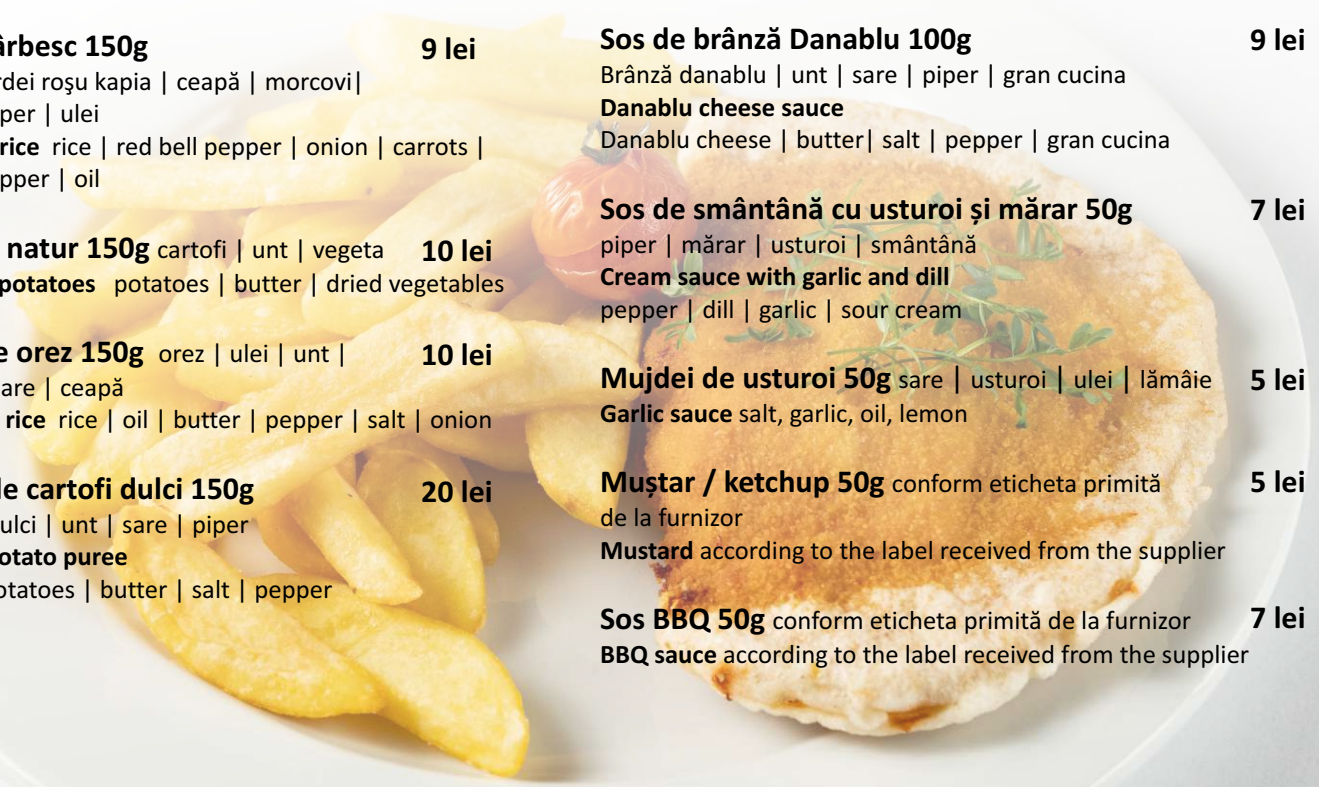 ârbesc 150g 9 lei
rdei roşu kapia | ceapă | morcovi|
per | ulei
rice rice | red bell pepper | onion | carrots |
pper | oil
natur 150g cartofi | unt | vegeta 10 lei
potatoes potatoes | butter | dried vegetables
e orez 150g orez | ulei | unt | 10 lei
are | ceapă
rice rice | oil | butter | pepper | salt | onion
de cartofi dulci 150g 20 lei
ulci | unt | sare | piper
otato puree
otatoes | butter | salt | pepper
Sos de brânză Danablu 100g 9 lei
Brânză danablu | unt | sare | piper | gran cucina
Danablu cheese sauce
Danablu cheese | butter| salt | pepper | gran cucina
Sos de smântână cu usturoi și mărar 50g 7 lei
piper | mărar | usturoi | smântână
Cream sauce with garlic and dill
pepper | dill | garlic | sour cream
Mujdei de usturoi 50g sare | usturoi | ulei | lămâie 5 lei
Garlic sauce salt, garlic, oil, lemon
Muștar / ketchup 50g conform eticheta primită 5 lei
de la furnizor
Mustard according to the label received from the supplier
Sos BBQ 50g conform eticheta primită de la furnizor 7 lei
BBQ sauce according to the label received from the supplier